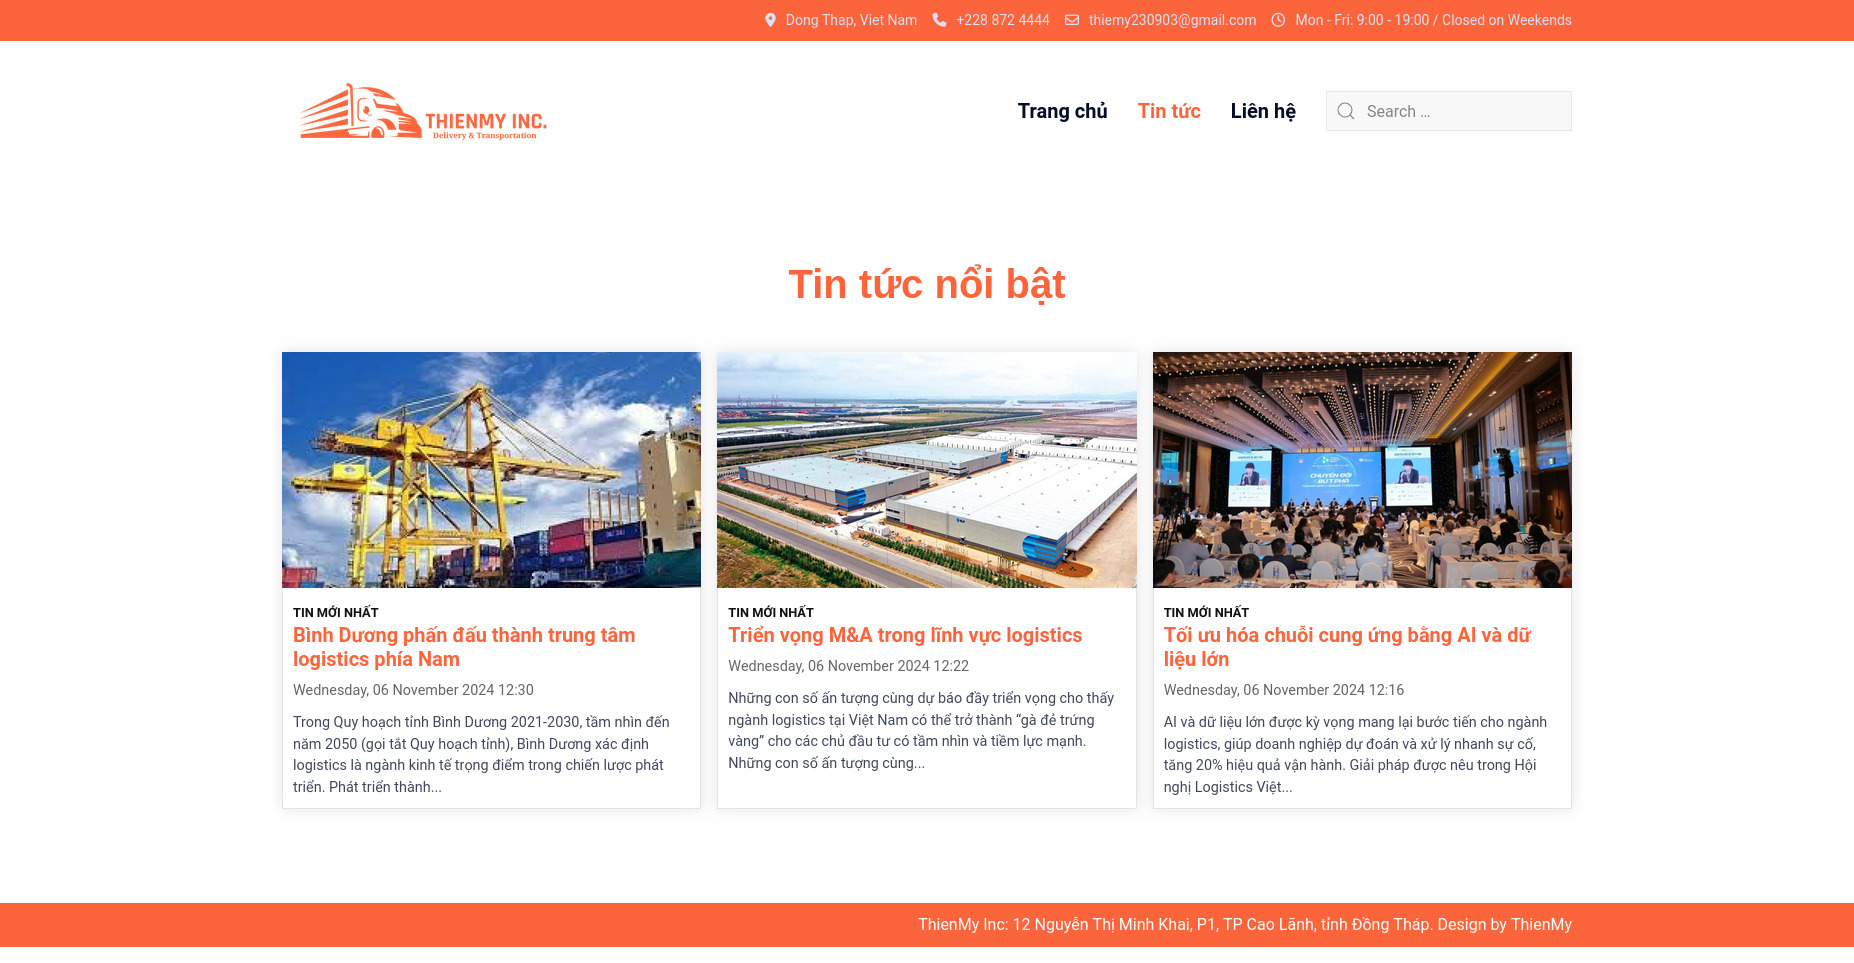 Dong Thap, Viet Nam +228 872 4444 thiemy230903@gmail.com Mon - Fri: 9:00 - 19:00 / Closed on Weekends
THIENMY INC.
Delivery & Transportation
Trang chủ Tin tức Liên hệ Search ...
Tin tức nổi bật
CHUYỂN ĐỔI
BỨT PHÁ
TIN MỚI NHẤT
Bình Dương phấn đấu thành trung tâm
logistics phía Nam
Wednesday, 06 November 2024 12:30
Trong Quy hoạch tỉnh Bình Dương 2021-2030, tầm nhìn đến
năm 2050 (gọi tắt Quy hoạch tỉnh), Bình Dương xác định
logistics là ngành kinh tế trọng điểm trong chiến lược phát
triển. Phát triển thành...
TIN MỚI NHẤT
Triển vọng M&A trong lĩnh vực logistics
Wednesday, 06 November 2024 12:22
Những con số ấn tượng cùng dự báo đầy triển vọng cho thấy
ngành logistics tại Việt Nam có thể trở thành “gà đẻ trứng
vàng” cho các chủ đầu tư có tầm nhìn và tiềm lực mạnh.
Những con số ấn tượng cùng...
TIN MỚI NHẤT
Tối ưu hóa chuỗi cung ứng bằng AI và dữ
liệu lớn
Wednesday, 06 November 2024 12:16
AI và dữ liệu lớn được kỳ vọng mang lại bước tiến cho ngành
logistics, giúp doanh nghiệp dự đoán và xử lý nhanh sự cố,
tăng 20% hiệu quả vận hành. Giải pháp được nêu trong Hội
nghị Logistics Việt...
ThienMy Inc: 12 Nguyễn Thị Minh Khai, P1, TP Cao Lãnh, tỉnh Đồng Tháp. Design by ThienMy